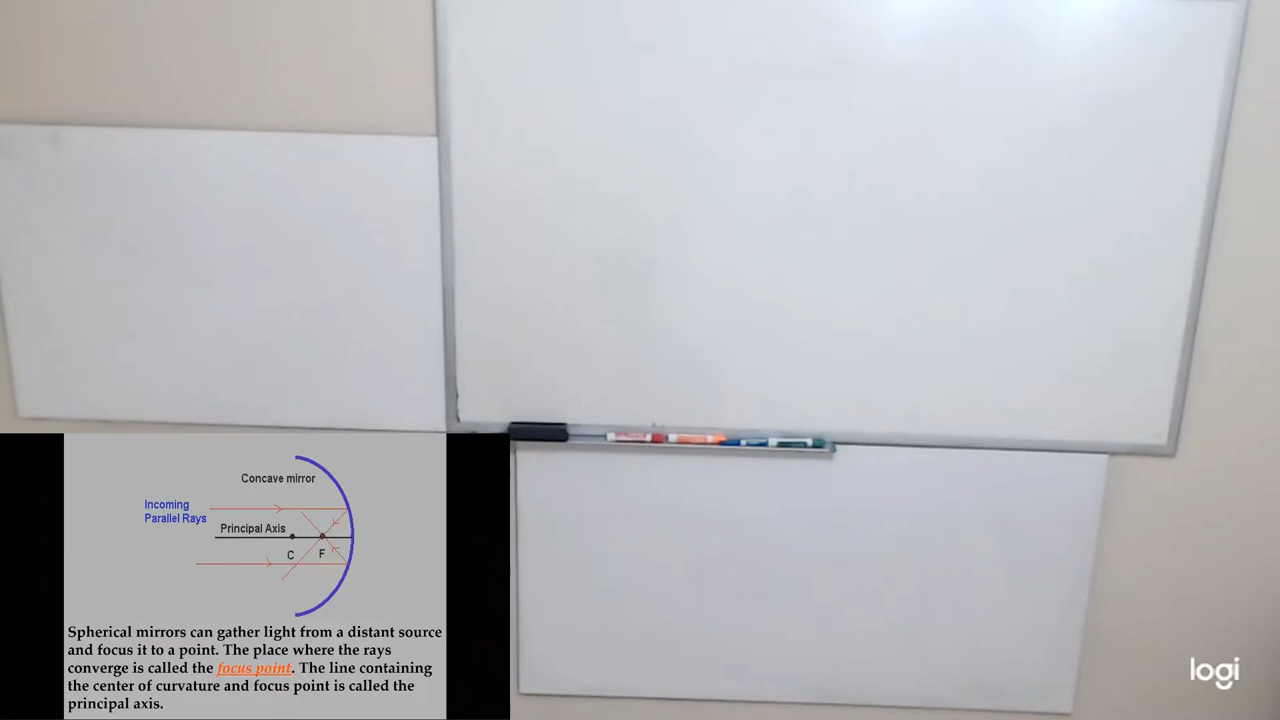 Concave mirror
Incoming
Parallel Rays
Principal Axis
C F
Spherical mirrors can gather light from a distant source
and focus it to a point. The place where the rays
converge is called the focus point. The line containing
the center of curvature and focus point is called the
principal axis.
logi